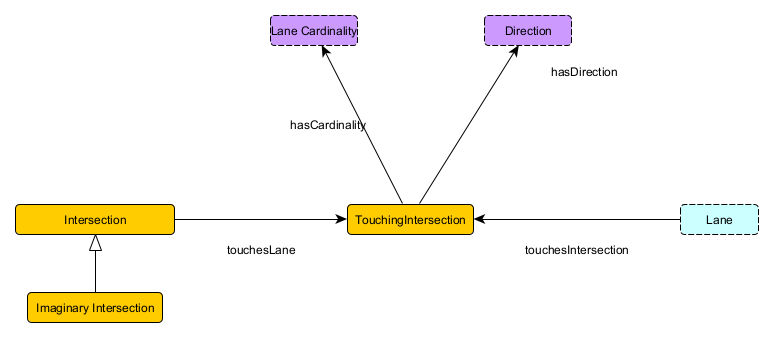 Lane Cardinality
Direction
hasDirection
hasCardinality
Intersection
TouchingIntersection
Lane
touchesLane
touchesIntersection
Imaginary Intersection